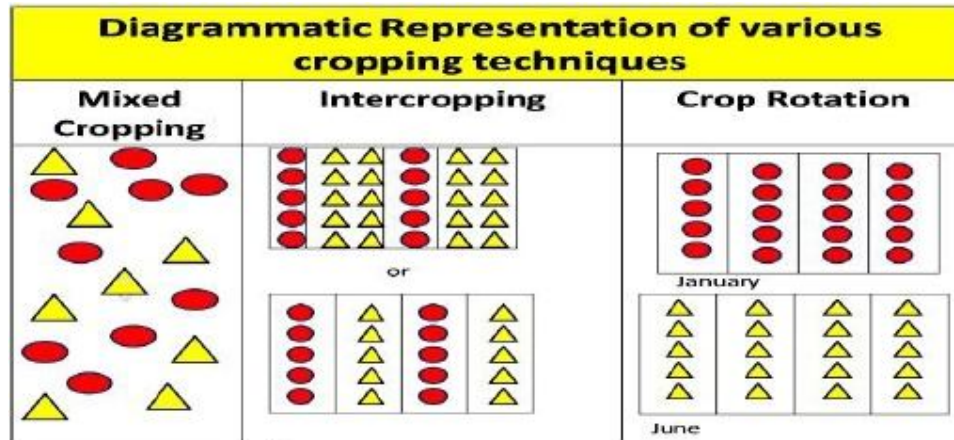 Diagrammatic Representation of various
cropping techniques
Mixed
Cropping
Intercropping
Crop Rotation
or
January
June